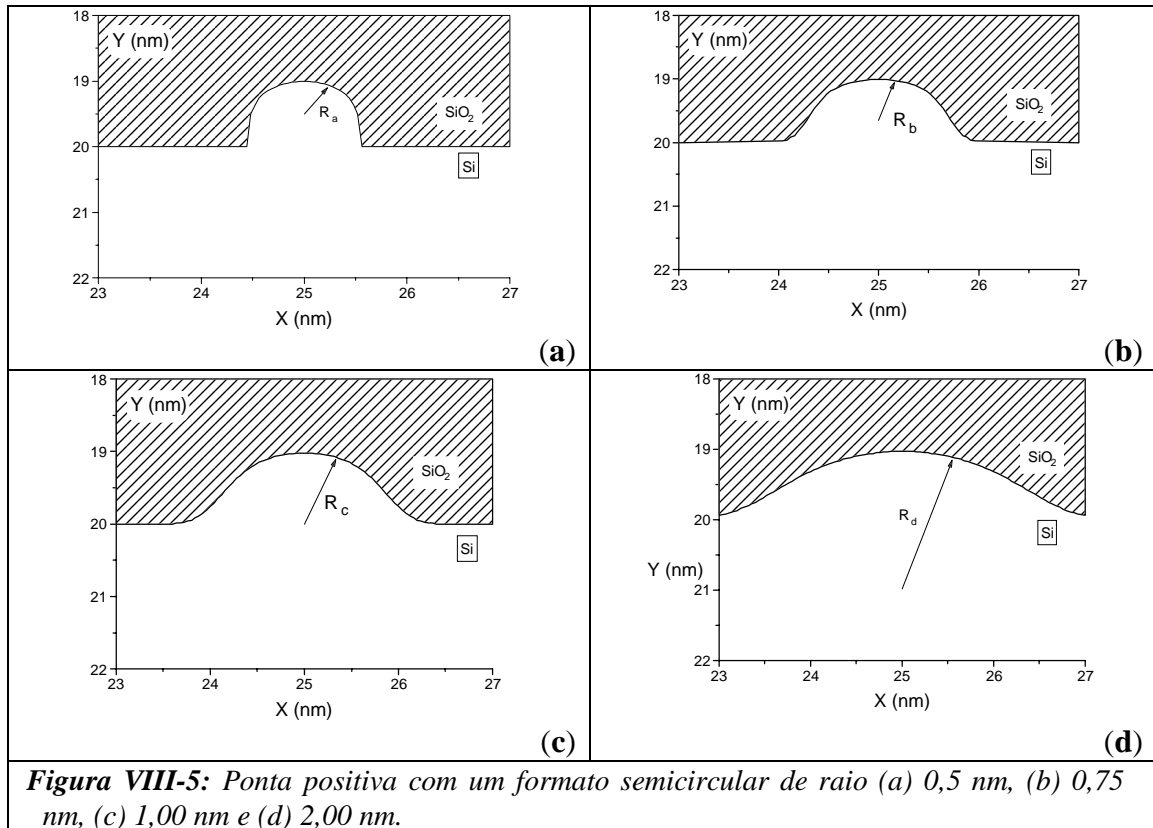 18
Y (nm)
19
R a
SiO2
20
Si
21
22
23 24 25 26 27
X (nm)
(a)
18
Y (nm)
19
R b
SiO2
20
Si
21
22
23 24 25 26 27
X (nm)
(b)
18
Y (nm)
19
R c
SiO2
20
Si
21
22
23 24 25 26 27
X (nm)
(c)
18
Y (nm)
19
SiO2
R d
20
Si
Y (nm)
21
22
23 24 25 26 27
X (nm)
(d)
Figura VIII-5: Ponta positiva com um formato semicircular de raio (a) 0,5 nm, (b) 0,75
nm, (c) 1,00 nm e (d) 2,00 nm.